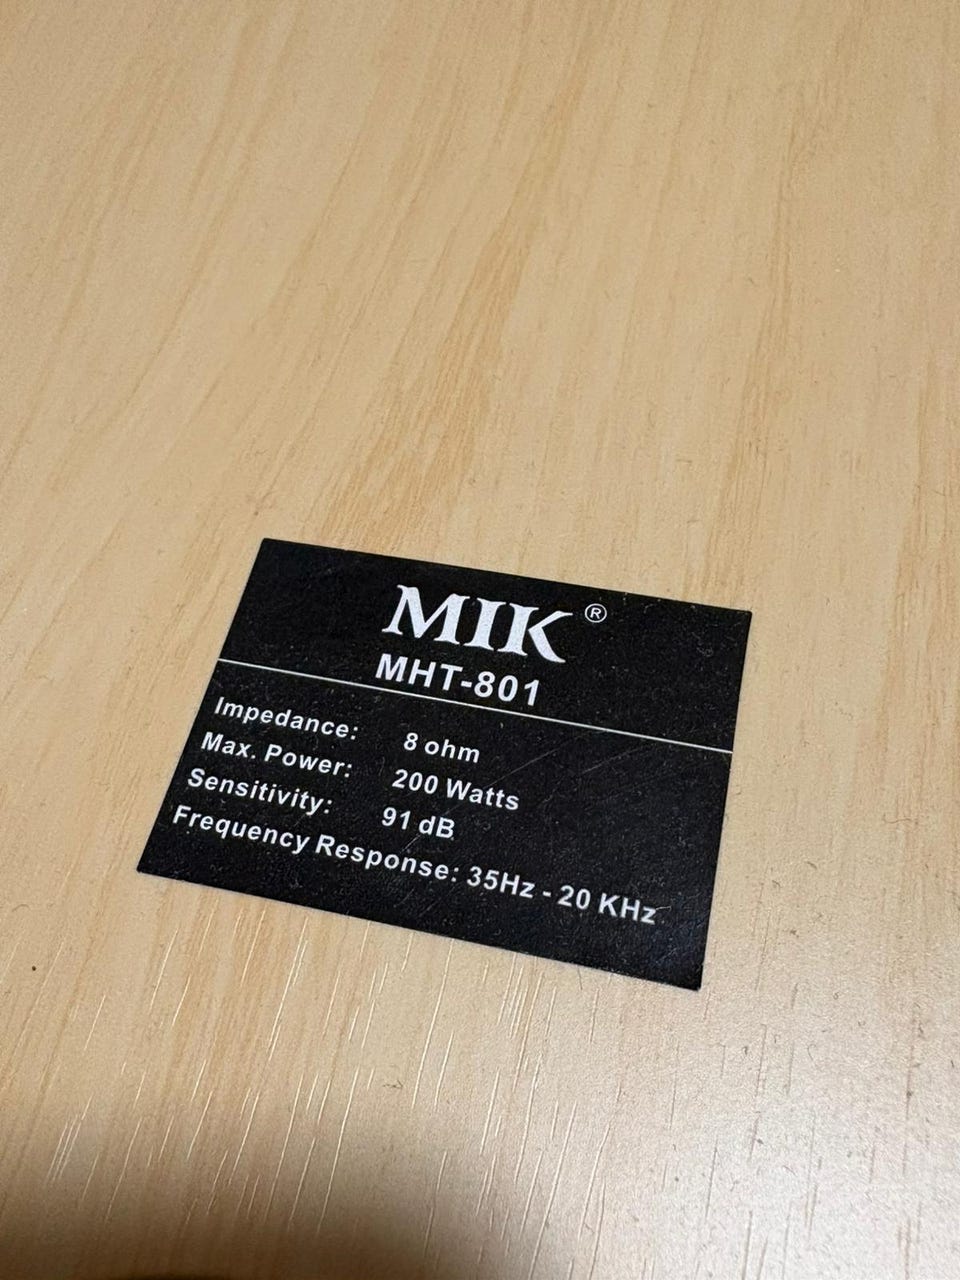 MIK®
MHT-801
Impedance: 8 ohm
Max. Power: 200 Watts
Sensitivity: 91 dB
Frequency Response: 35Hz - 20 KHz